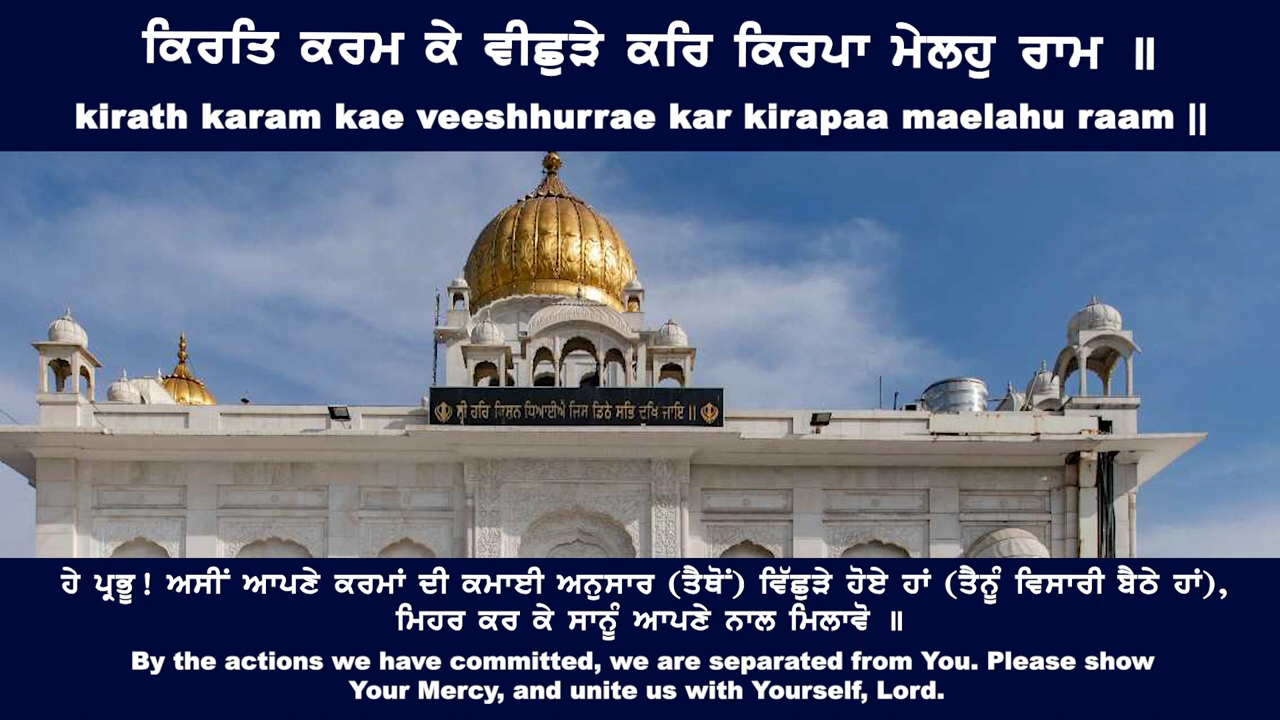 ਕਿਰਤਿ ਕਰਮ ਕੇ ਵੀਛੁੜੇ ਕਰਿ ਕਿਰਪਾ ਮੇਲਹੁ ਰਾਮ ॥
kirath karam kae veeshhurrae kar kirapaa maelahu raam ||
ਸ੍ਰੀ ਹਰਿ ਕ੍ਰਿਸ਼ਨ ਧਿਆਈਐ ਜਿਸ ਡਿਠੇ ਸਭਿ ਦੁਖਿ ਜਾਇ ॥
ਹੇ ਪ੍ਰਭੂ! ਅਸੀਂ ਆਪਣੇ ਕਰਮਾਂ ਦੀ ਕਮਾਈ ਅਨੁਸਾਰ (ਤੈਥੋਂ) ਵਿੱਛੁੜੇ ਹੋਏ ਹਾਂ (ਤੈਨੂੰ ਵਿਸਾਰੀ ਬੈਠੇ ਹਾਂ),
ਮਿਹਰ ਕਰ ਕੇ ਸਾਨੂੰ ਆਪਣੇ ਨਾਲ ਮਿਲਾਵੋ ॥
By the actions we have committed, we are separated from You. Please show
Your Mercy, and unite us with Yourself, Lord.